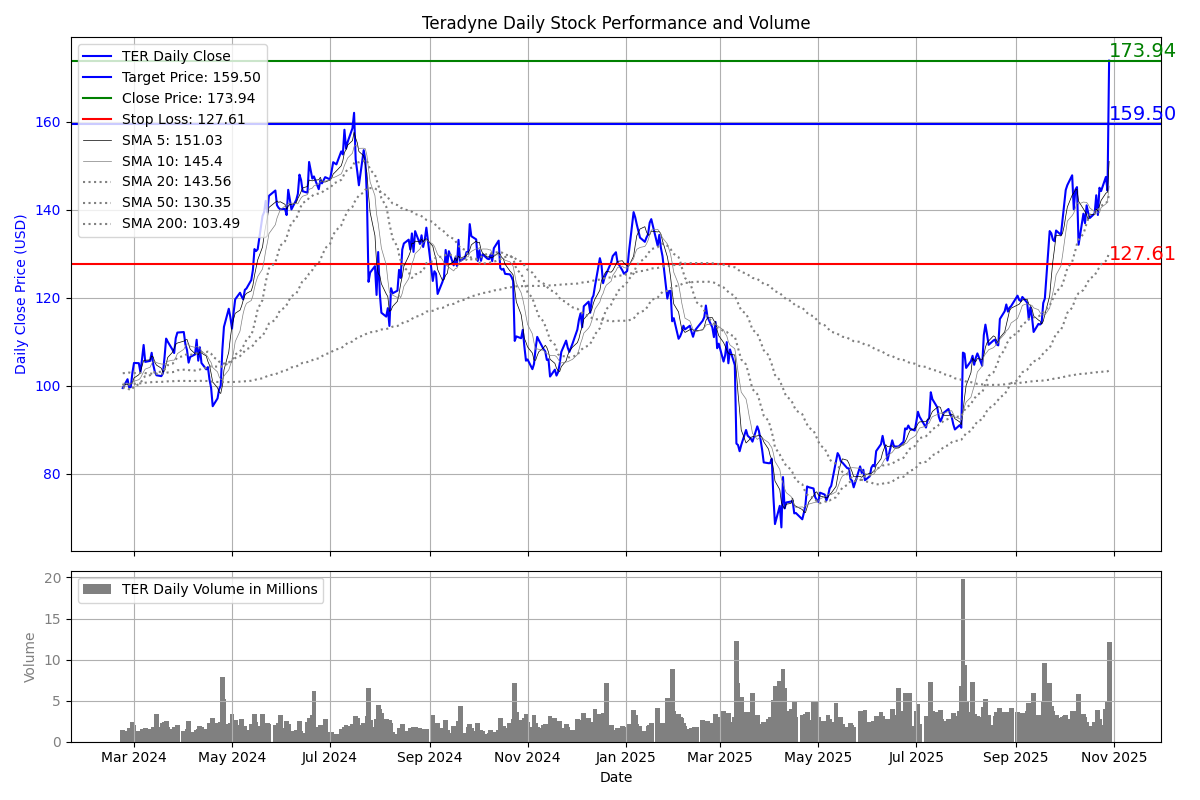 Teradyne Daily Stock Performance and Volume
TER Daily Close
Target Price: 159.50
Close Price: 173.94
Stop Loss: 127.61
SMA 5: 151.03
SMA 10: 145.4
SMA 20: 143.56
SMA 50: 130.35
SMA 200: 103.49
173.94
159.50
127.61
Daily Close Price (USD)
160
140
120
100
80
TER Daily Volume in Millions
Volume
20
15
10
5
0
Mar 2024 May 2024 Jul 2024 Sep 2024 Nov 2024 Jan 2025 Mar 2025 May 2025 Jul 2025 Sep 2025 Nov 2025
Date